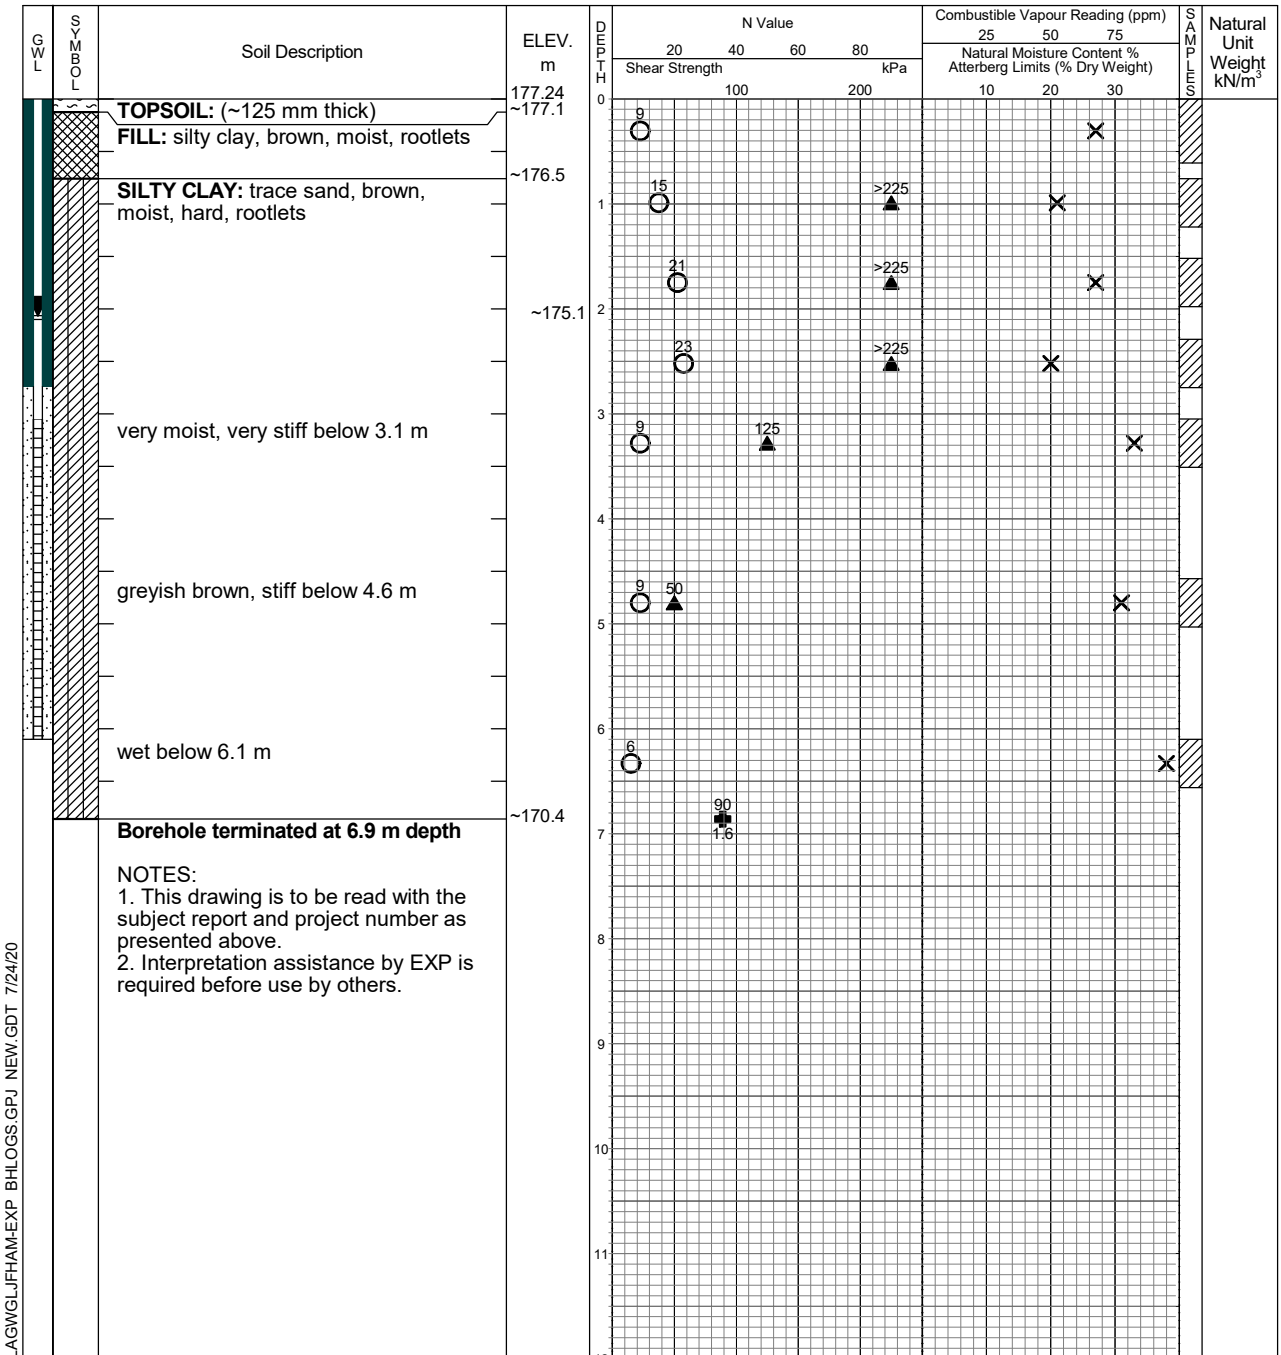 GWL
SYMBOL
Soil Description
ELEV.
m
177.24
DEPTH
N Value
20 40 60 80
Shear Strength kPa
100 200
Combustible Vapour Reading (ppm)
25 50 75
Natural Moisture Content %
Atterberg Limits (% Dry Weight)
10 20 30
SAMPLES
Natural
Unit
Weight
kN/m³
0
TOPSOIL: (~125 mm thick)
~177.1
FILL: silty clay, brown, moist, rootlets
9
~176.5
SILTY CLAY: trace sand, brown,
moist, hard, rootlets
15 >225
1
21 >225
~175.1
2
23 >225
3
very moist, very stiff below 3.1 m
9 125
4
greyish brown, stiff below 4.6 m
9 50
5
6
wet below 6.1 m
6
~170.4
90
1.6
Borehole terminated at 6.9 m depth
7
NOTES:
1. This drawing is to be read with the
subject report and project number as
presented above.
2. Interpretation assistance by EXP is
required before use by others.
8
9
10
11
AGWGLJFHAM-EXP BHLOGS.GPJ NEW.GDT 7/24/20